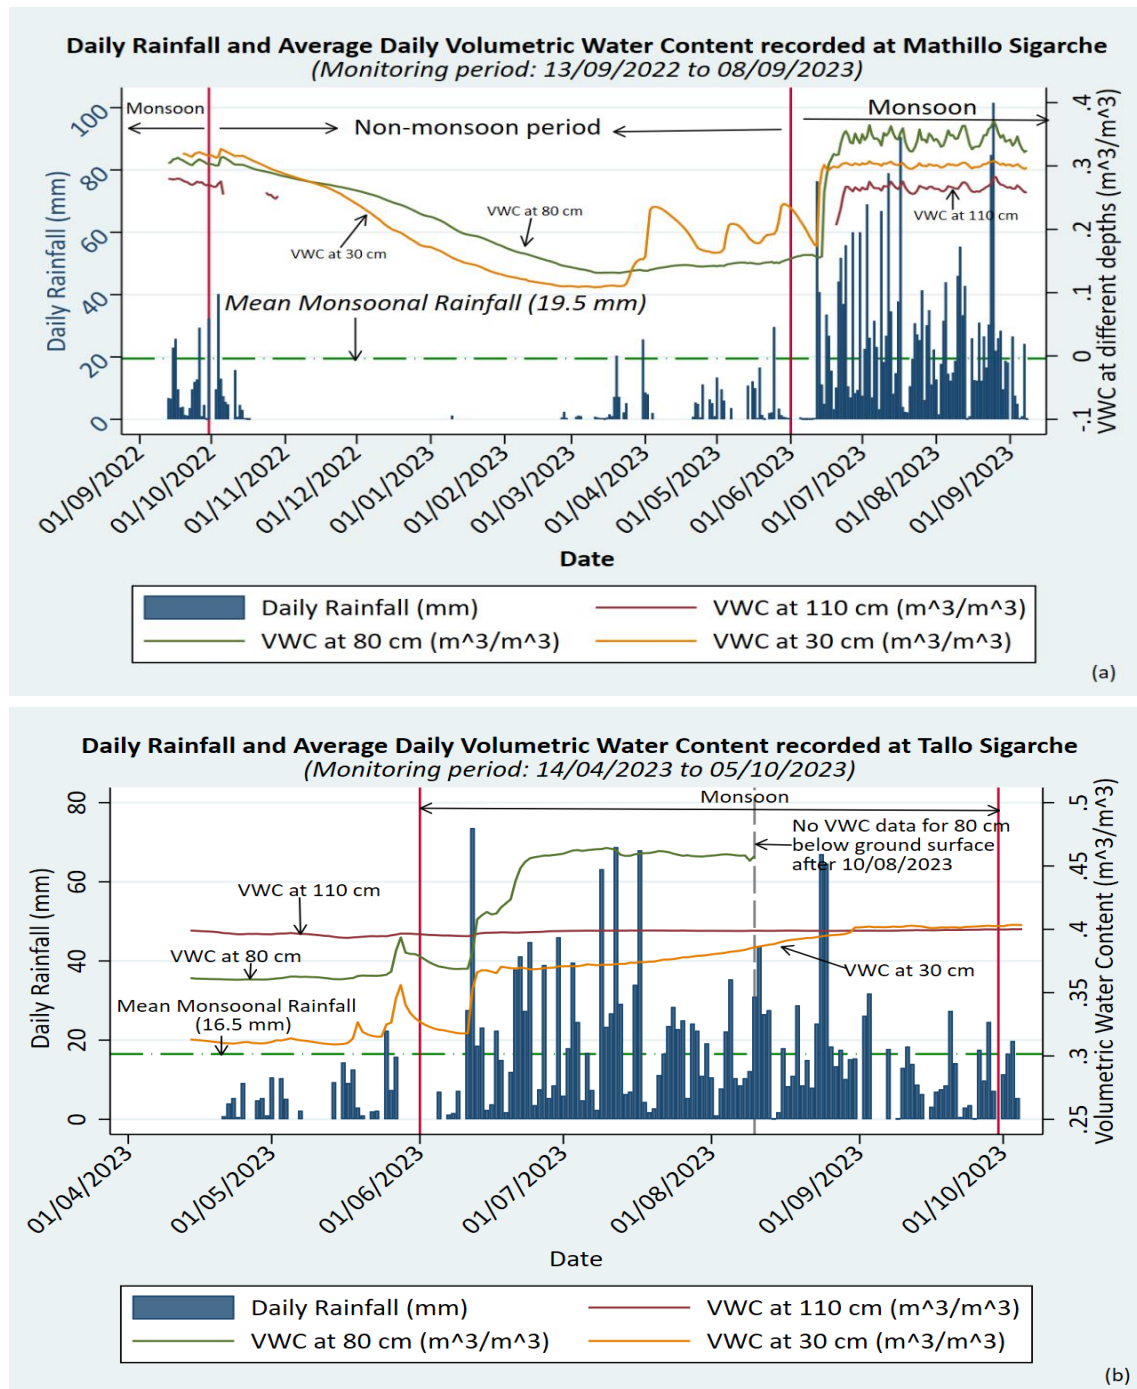 Daily Rainfall and Average Daily Volumetric Water Content recorded at Mathillo Sigarche
(Monitoring period: 13/09/2022 to 08/09/2023)
Monsoon
Non-monsoon period
Monsoon
VWC at 80 cm
VWC at 30 cm
VWC at 110 cm
Mean Monsoonal Rainfall (19.5 mm)
Daily Rainfall (mm)
0
20
40
60
80
100
VWC at different depths (m^3/m^3)
-.1
0
.1
.2
.3
.4
01/09/2022
01/10/2022
01/11/2022
01/12/2022
01/01/2023
01/02/2023
01/03/2023
01/04/2023
01/05/2023
01/06/2023
01/07/2023
01/08/2023
01/09/2023
Date
Daily Rainfall (mm)
VWC at 110 cm (m^3/m^3)
VWC at 80 cm (m^3/m^3)
VWC at 30 cm (m^3/m^3)
(a)
Daily Rainfall and Average Daily Volumetric Water Content recorded at Tallo Sigarche
(Monitoring period: 14/04/2023 to 05/10/2023)
Monsoon
No VWC data for 80 cm
below ground surface
after 10/08/2023
VWC at 110 cm
VWC at 80 cm
VWC at 30 cm
Mean Monsoonal Rainfall
(16.5 mm)
Daily Rainfall (mm)
0
20
40
60
80
Volumetric Water Content (m^3/m^3)
.25
.3
.35
.4
.45
.5
01/04/2023
01/05/2023
01/06/2023
01/07/2023
01/08/2023
01/09/2023
01/10/2023
Date
Daily Rainfall (mm)
VWC at 110 cm (m^3/m^3)
VWC at 80 cm (m^3/m^3)
VWC at 30 cm (m^3/m^3)
(b)